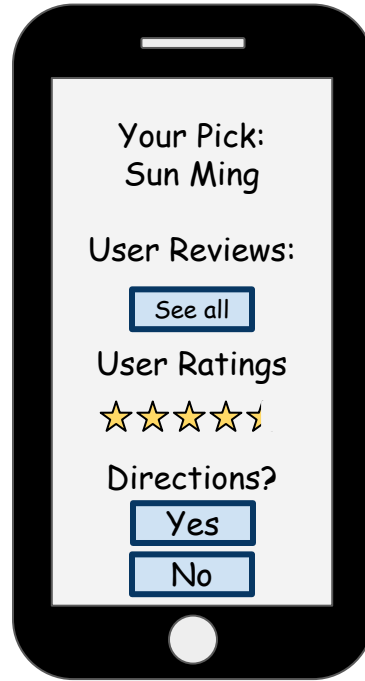 Your Pick:
Sun Ming
User Reviews:
See all
User Ratings
Directions?
Yes
No